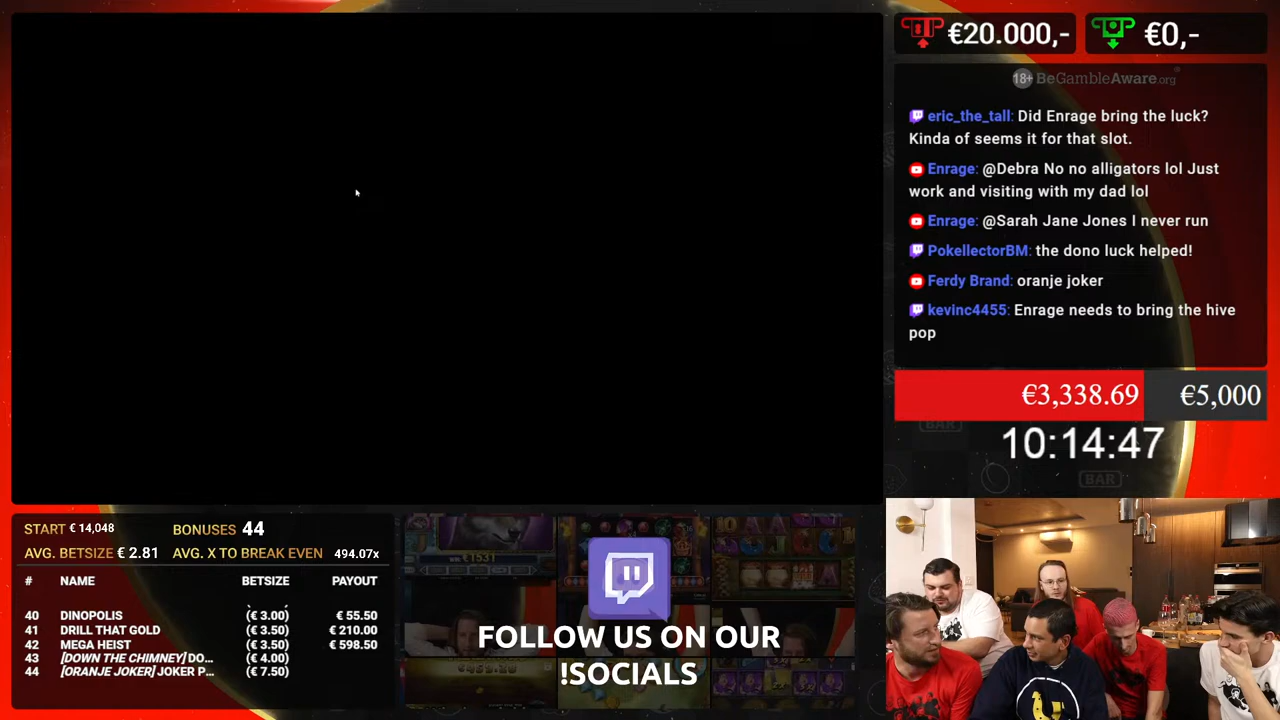 €20.000,-
€0,-
18+ BeGambleAware.org
eric_the_tall: Did Enrage bring the luck?
Kinda of seems it for that slot.
Enrage: @Debra No no alligators lol Just
work and visiting with my dad lol
Enrage: @Sarah Jane Jones I never run
PokellectorBM: the dono luck helped!
Ferdy Brand: oranje joker
kevinc4455: Enrage needs to bring the hive
pop
€3,338.69 €5,000
BAR
10:14:47
BAR
START € 14,048 BONUSES 44
AVG. BETSIZE € 2.81 AVG. X TO BREAK EVEN 494.07x
# NAME BETSIZE PAYOUT
40 DINOPOLIS (€ 3.00) € 55.50
41 DRILL THAT GOLD (€ 3.50) € 210.00
42 MEGA HEIST (€ 3.50) € 598.50
43 [DOWN THE CHIMNEY] DO... (€ 4.00)
44 [ORANJE JOKER] JOKER P... (€ 7.50)
€1531
FOLLOW US ON OUR
!SOCIALS